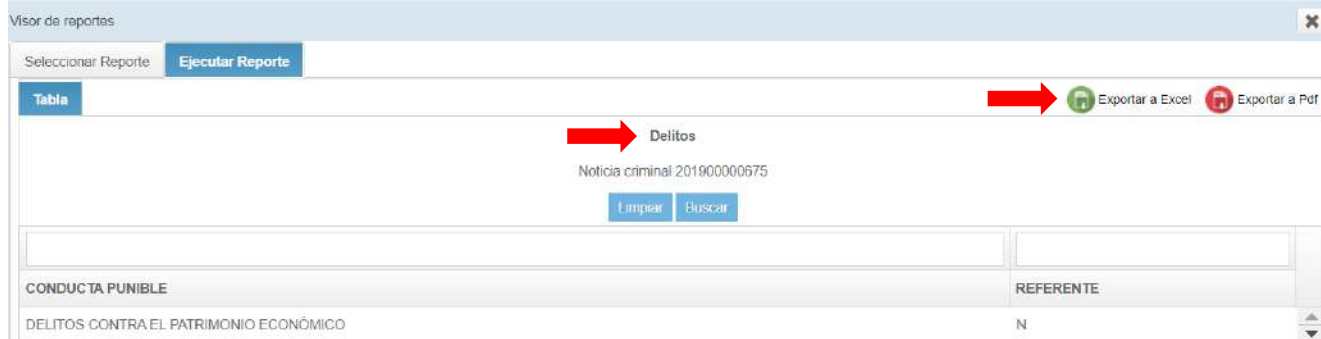 Visor de reportes
Seleccionar Reporte Ejecutar Reporte
Tabla Exportar a Excel Exportar a Pdf
Delitos
Noticia criminal 201900000675
Limpiar Buscar
CONDUCTA PUNIBLE REFERENTE
DELITOS CONTRA EL PATRIMONIO ECONÓMICO N